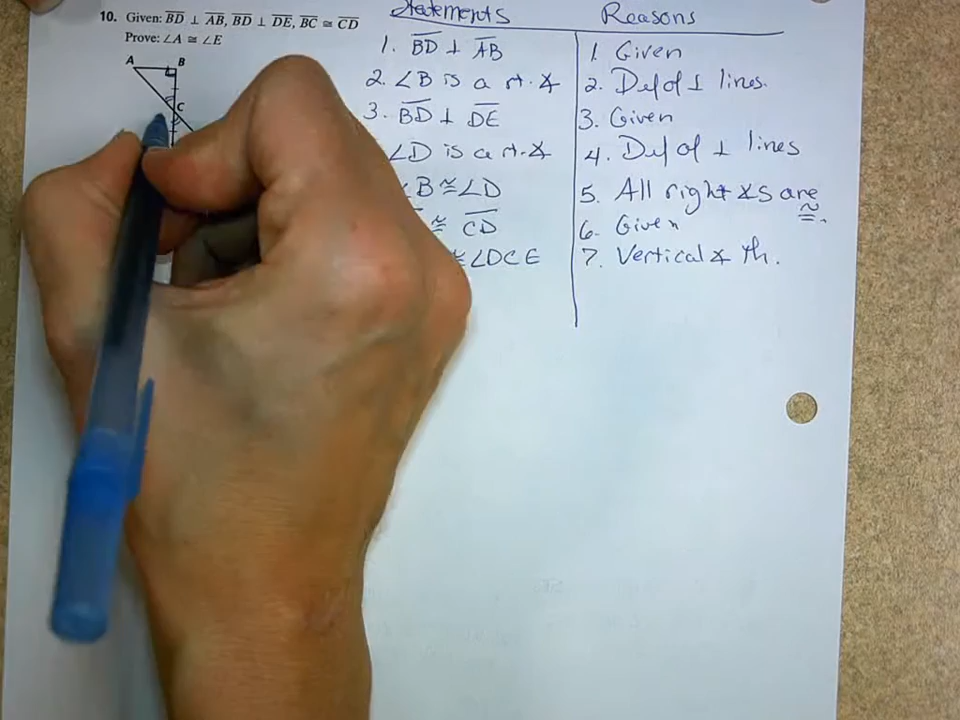 Statements Reasons
10. Given: BD ⊥ AB, BD ⊥ DE, BC ≅ CD
Prove: ∠A ≅ ∠E
A B
C
1. BD ⊥ AB 1. Given
2. ∠B is a rt. ∡ 2. Def of ⊥ lines.
3. BD ⊥ DE 3. Given
∠D is a rt. ∡ 4. Def of ⊥ lines
B ≅ ∠D 5. All right ∡s are ≅.
≅ CD 6. Given
≅ ∠DCE 7. Vertical ∡ th.